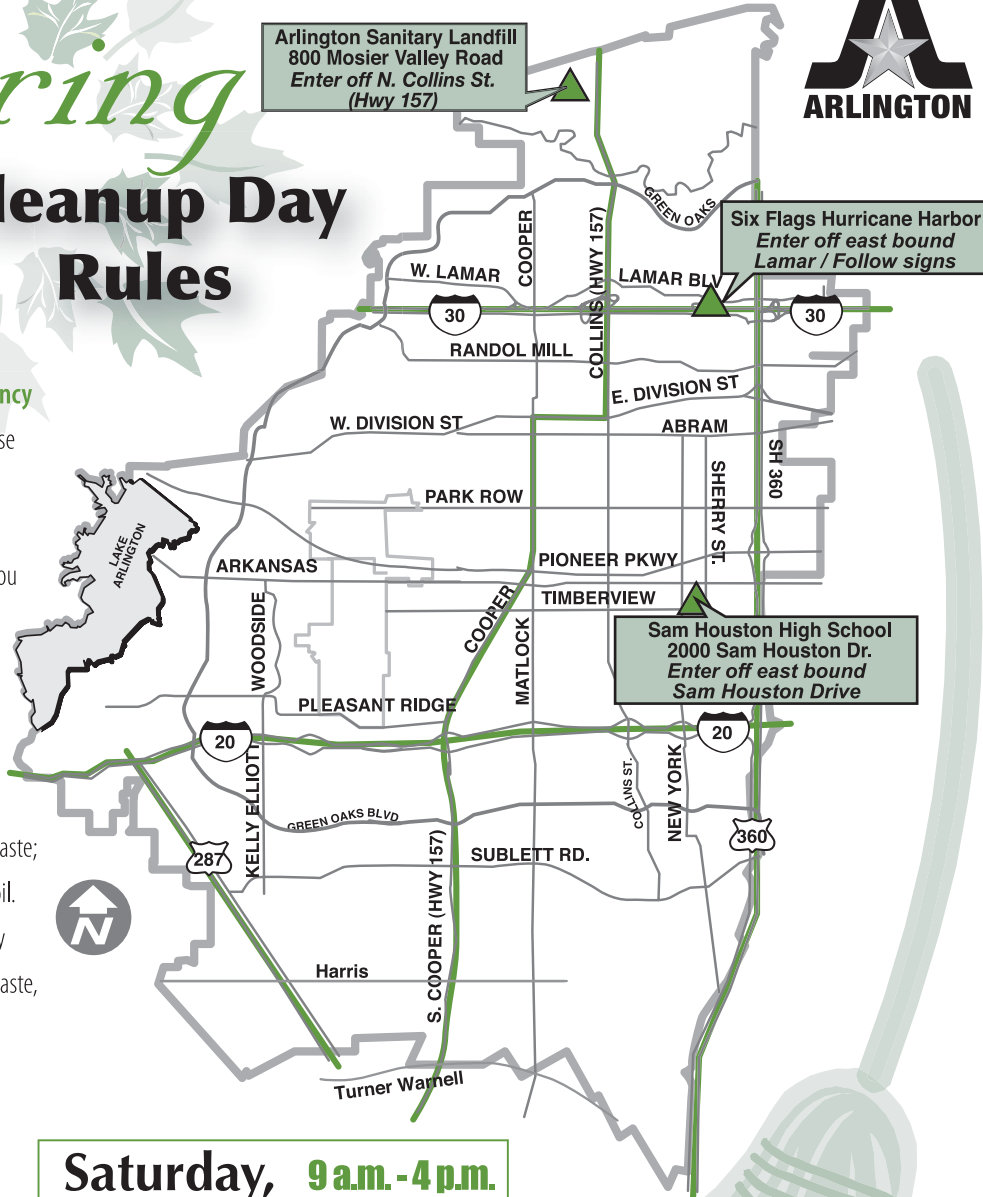 ring
leanup Day
Rules
Arlington Sanitary Landfill
800 Mosier Valley Road
Enter off N. Collins St.
(Hwy 157)
ARLINGTON
Six Flags Hurricane Harbor
Enter off east bound
Lamar / Follow signs
GREEN OAKS
COOPER
COLLINS (HWY 157)
W. LAMAR
LAMAR BLV
30
30
RANDOL MILL
E. DIVISION ST
W. DIVISION ST
ABRAM
SH 360
SHERRY ST.
PARK ROW
LAKE
ARLINGTON
PIONEER PKWY
ARKANSAS
TIMBERVIEW
WOODSIDE
COOPER
MATLOCK
Sam Houston High School
2000 Sam Houston Dr.
Enter off east bound
Sam Houston Drive
PLEASANT RIDGE
20
20
KELLY ELLIOTT
COLLINS ST.
NEW YORK
GREEN OAKS BLVD
360
287
SUBLETT RD.
S. COOPER (HWY 157)
N
Harris
Turner Warnell
ncy
se
ou
aste;
oil.
y
aste,
Saturday, 9 a.m. - 4 p.m.